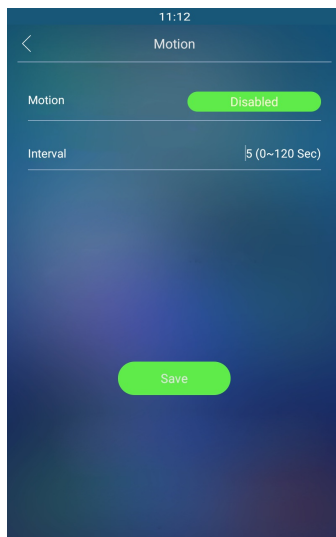 11:12
Motion
Motion Disabled
Interval 5 (0~120 Sec)
Save